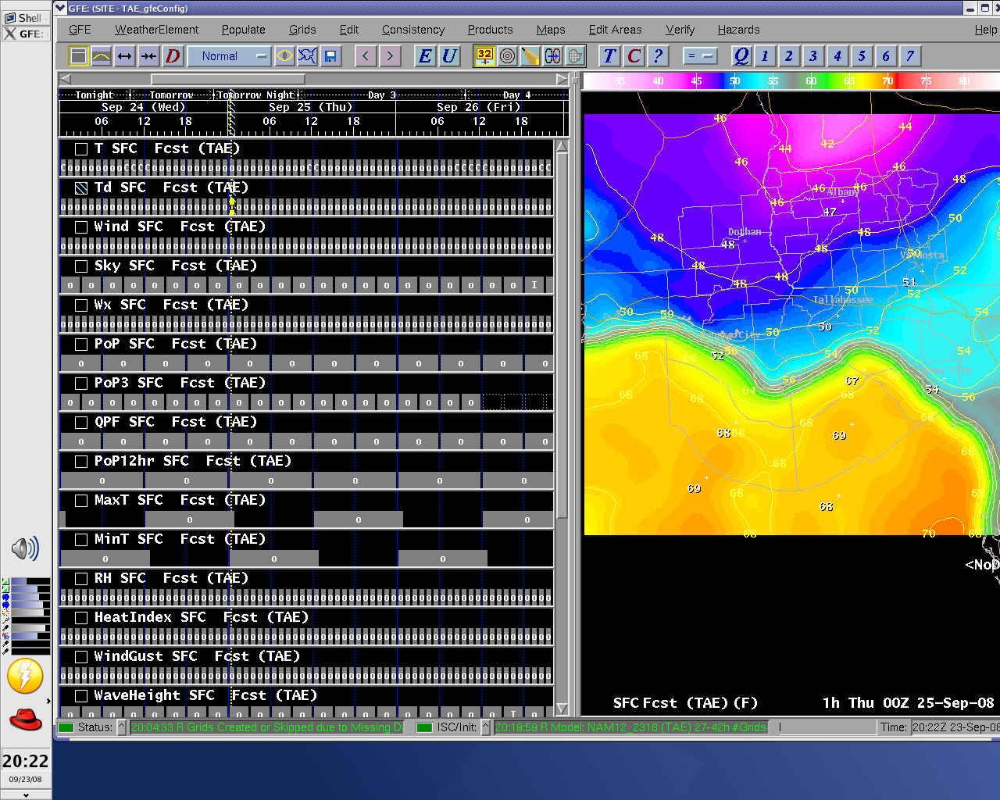 GFE: (SITE - TAE_gfeConfig)
Shell
GFE:
GFE WeatherElement Populate Grids Edit Consistency Products Maps Edit Areas Verify Hazards Help
D Normal < > E U 32 T C ? = Q 1 2 3 4 5 6 7
35 40 45 50 55 60 65 70 75 80
Tonight Tomorrow Tomorrow Night Day 3 Day 4
Sep 24 (Wed) Sep 25 (Thu) Sep 26 (Fri)
06 12 18 06 12 18 06 12 18
T SFC Fcst (TAE)
Td SFC Fcst (TAE)
Wind SFC Fcst (TAE)
Sky SFC Fcst (TAE)
Wx SFC Fcst (TAE)
PoP SFC Fcst (TAE)
PoP3 SFC Fcst (TAE)
QPF SFC Fcst (TAE)
PoP12hr SFC Fcst (TAE)
MaxT SFC Fcst (TAE)
MinT SFC Fcst (TAE)
RH SFC Fcst (TAE)
HeatIndex SFC Fcst (TAE)
WindGust SFC Fcst (TAE)
WaveHeight SFC Fcst (TAE)
46 44 42 44
46 46 48
46 46 Albany
46 47 50
48 Dothan 48 48
48 48 50 Valdosta
48 48 48 52
50 51 52
Tallahassee
50 50 54
50 50 52
52 54 54
68 66 56 67 66 54 56
68 68 64 68 68
68 68 68 69 68
68
69 68 68 68
68 70 68
<NoD
SFC Fcst (TAE) (F) 1h Thu 00Z 25-Sep-08
Status: 20:04:33 R Grids Created or Skipped due to Missing D ISC/Init: 20:19:59 R Model: NAM12_2318 (TAE) 27-42h #Grids= Time: 20:22Z 23-Sep-08
20:22
09/23/08